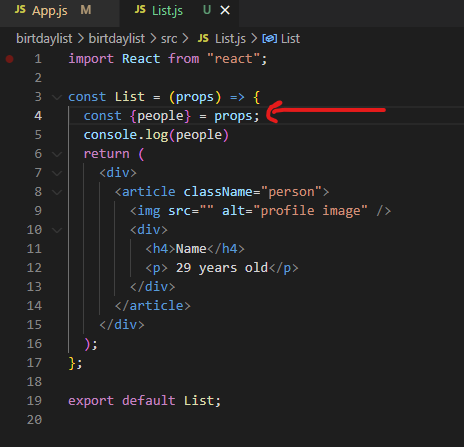 JS App.js M JS List.js U ×
birtdaylist > birtdaylist > src > JS List.js > List
1 import React from "react";
2
3 const List = (props) => {
4 const {people} = props;
5 console.log(people)
6 return (
7 <div>
8 <article className="person">
9 <img src="" alt="profile image" />
10 <div>
11 <h4>Name</h4>
12 <p> 29 years old</p>
13 </div>
14 </article>
15 </div>
16 );
17 };
18
19 export default List;
20